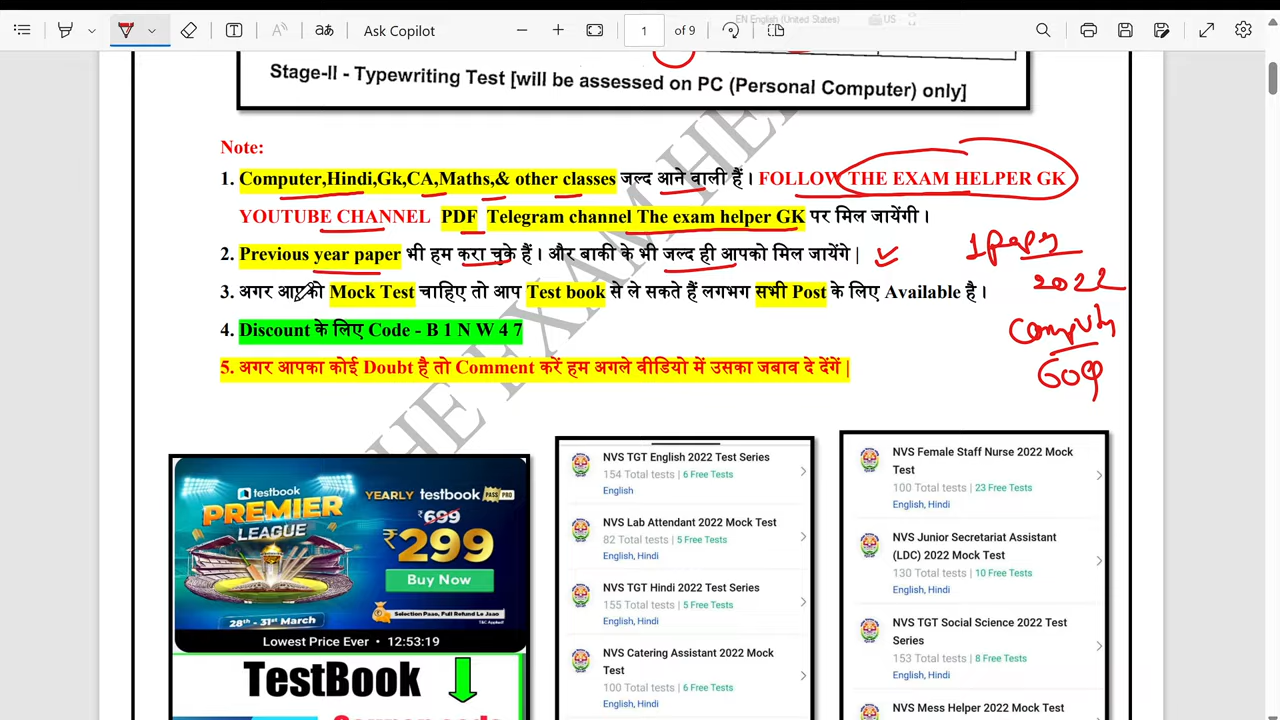 EN English (United States)
US
Ask Copilot
1 of 9
Stage-II - Typewriting Test [will be assessed on PC (Personal Computer) only]
Note:
1. Computer,Hindi,Gk,CA,Maths,& other classes जल्द आने वाली हैं। FOLLOW THE EXAM HELPER GK
YOUTUBE CHANNEL PDF Telegram channel The exam helper GK पर मिल जायेंगी।
2. Previous year paper भी हम करा चुके हैं। और बाकी के भी जल्द ही आपको मिल जायेंगे|
3. अगर आपको Mock Test चाहिए तो आप Test book से ले सकते हैं लगभग सभी Post के लिए Available है।
4. Discount के लिए Code - B 1 N W 4 7
5. अगर आपका कोई Doubt है तो Comment करें हम अगले वीडियो में उसका जबाव दे देंगें|
1 paper
2022
THE EXAM HE
testbook
PREMIER
LEAGUE
28th - 31st March
YEARLY testbook PASS PRO
₹699
₹299
Buy Now
Selection Paao, Full Refund Le Jaao
T&C Applied
Lowest Price Ever • 12:53:19
TestBook
NVS TGT English 2022 Test Series
154 Total tests | 6 Free Tests
English
NVS Lab Attendant 2022 Mock Test
82 Total tests | 5 Free Tests
English, Hindi
NVS TGT Hindi 2022 Test Series
155 Total tests | 5 Free Tests
English, Hindi
NVS Catering Assistant 2022 Mock
Test
100 Total tests | 6 Free Tests
NVS Female Staff Nurse 2022 Mock
Test
100 Total tests | 23 Free Tests
English, Hindi
NVS Junior Secretariat Assistant
(LDC) 2022 Mock Test
130 Total tests | 10 Free Tests
English, Hindi
NVS TGT Social Science 2022 Test
Series
153 Total tests | 8 Free Tests
English, Hindi
NVS Mess Helper 2022 Mock Test